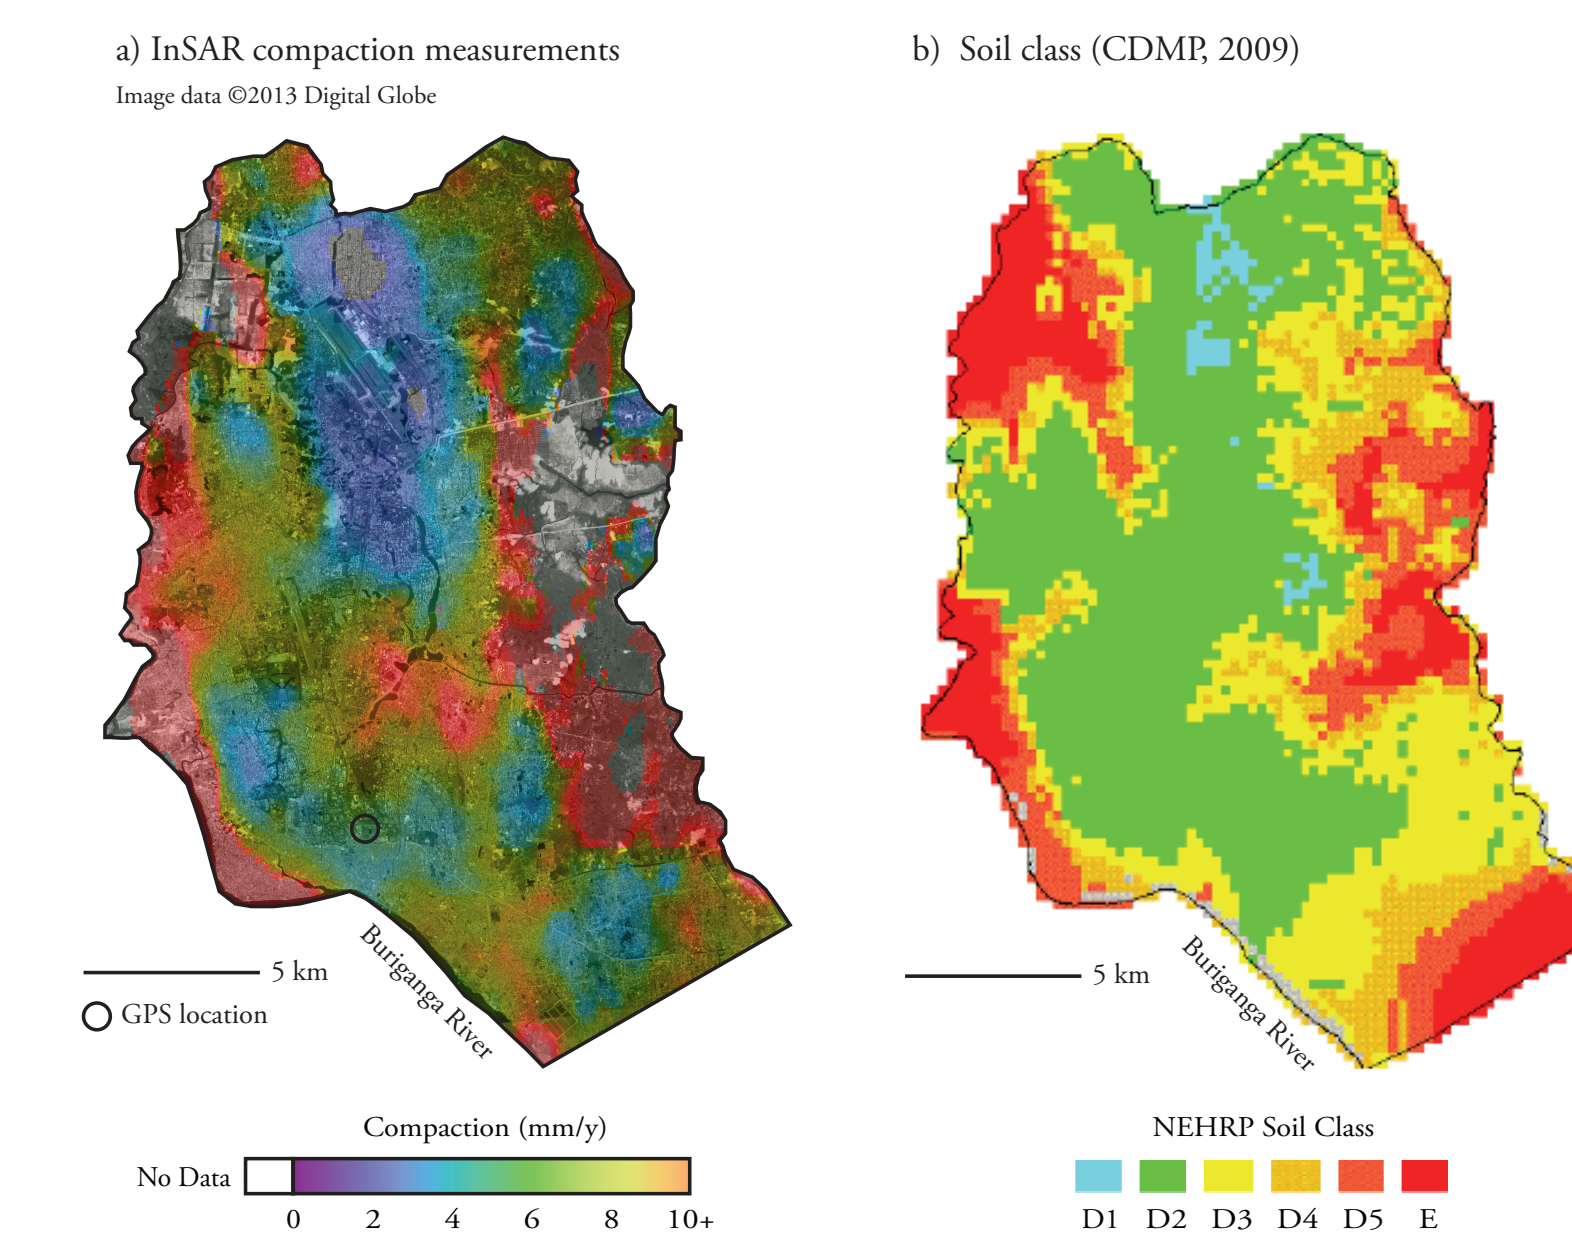 a) InSAR compaction measurements
Image data ©2013 Digital Globe
Buriganga River
5 km
GPS location
Compaction (mm/y)
No Data
0 2 4 6 8 10+
b) Soil class (CDMP, 2009)
Buriganga River
5 km
NEHRP Soil Class
D1 D2 D3 D4 D5 E